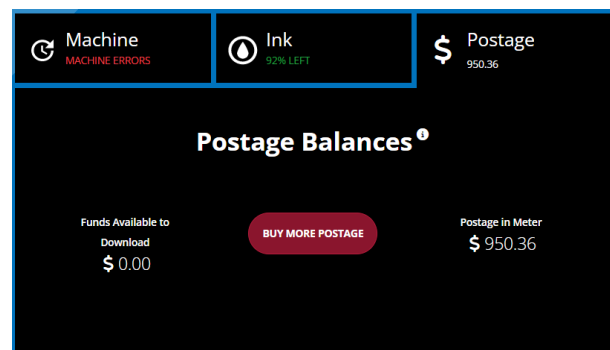 Machine
MACHINE ERRORS
Ink
92% LEFT
$ Postage
950.36
Postage Balances
Funds Available to
Download
$ 0.00
BUY MORE POSTAGE
Postage in Meter
$ 950.36